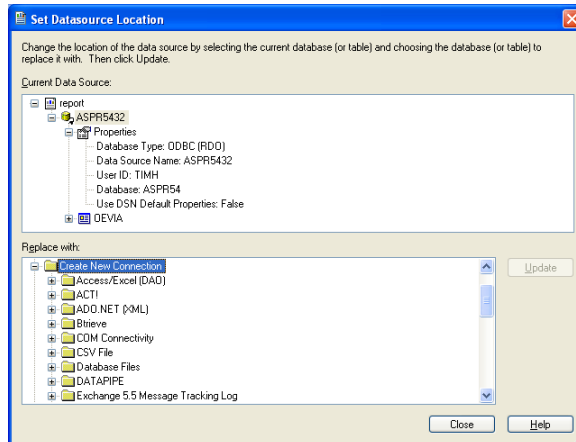 Set Datasource Location
Change the location of the data source by selecting the current database (or table) and choosing the database (or table) to
replace it with. Then click Update.
Current Data Source:
report
ASPR5432
Properties
Database Type: ODBC (RDO)
Data Source Name: ASPR5432
User ID: TIMH
Database: ASPR54
Use DSN Default Properties: False
OEVIA
Replace with:
Create New Connection
Update
Access/Excel (DAO)
ACT!
ADO.NET (XML)
Btrieve
COM Connectivity
CSV File
Database Files
DATAPIPE
Exchange 5.5 Message Tracking Log
Close
Help